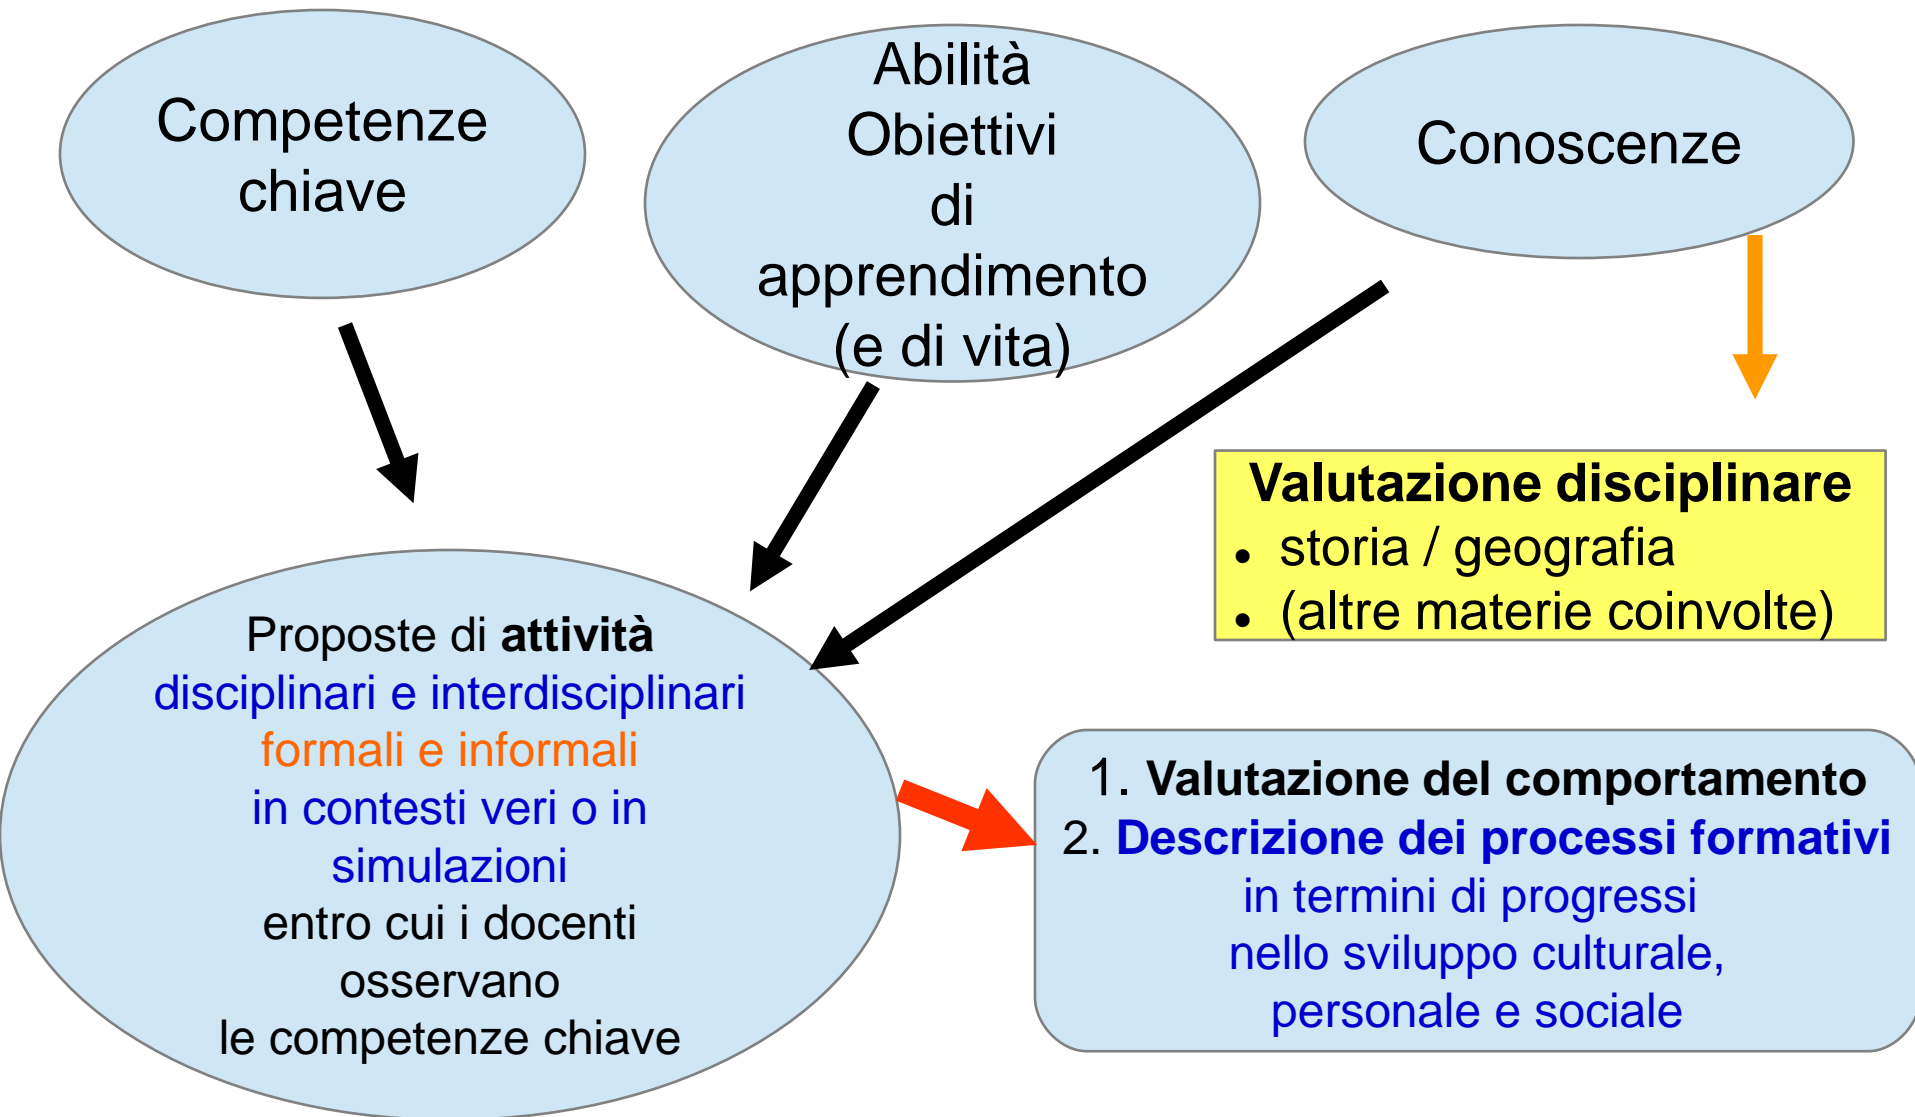 Competenze
chiave
Abilità
Obiettivi
di
apprendimento
(e di vita)
Conoscenze
Valutazione disciplinare
• storia / geografia
• (altre materie coinvolte)
Proposte di attività
disciplinari e interdisciplinari
formali e informali
in contesti veri o in
simulazioni
entro cui i docenti
osservano
le competenze chiave
1. Valutazione del comportamento
2. Descrizione dei processi formativi
in termini di progressi
nello sviluppo culturale,
personale e sociale